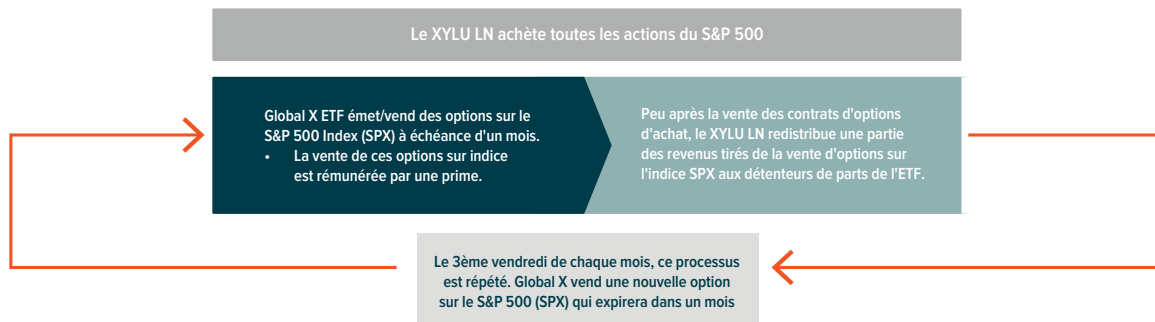 Le XYLU LN achète toutes les actions du S&P 500
Global X ETF émet/vend des options sur le
S&P 500 Index (SPX) à échéance d'un mois.
• La vente de ces options sur indice
est rémunérée par une prime.
Peu après la vente des contrats d'options
d'achat, le XYLU LN redistribue une partie
des revenus tirés de la vente d'options sur
l'indice SPX aux détenteurs de parts de l'ETF.
Le 3ème vendredi de chaque mois, ce processus
est répété. Global X vend une nouvelle option
sur le S&P 500 (SPX) qui expirera dans un mois